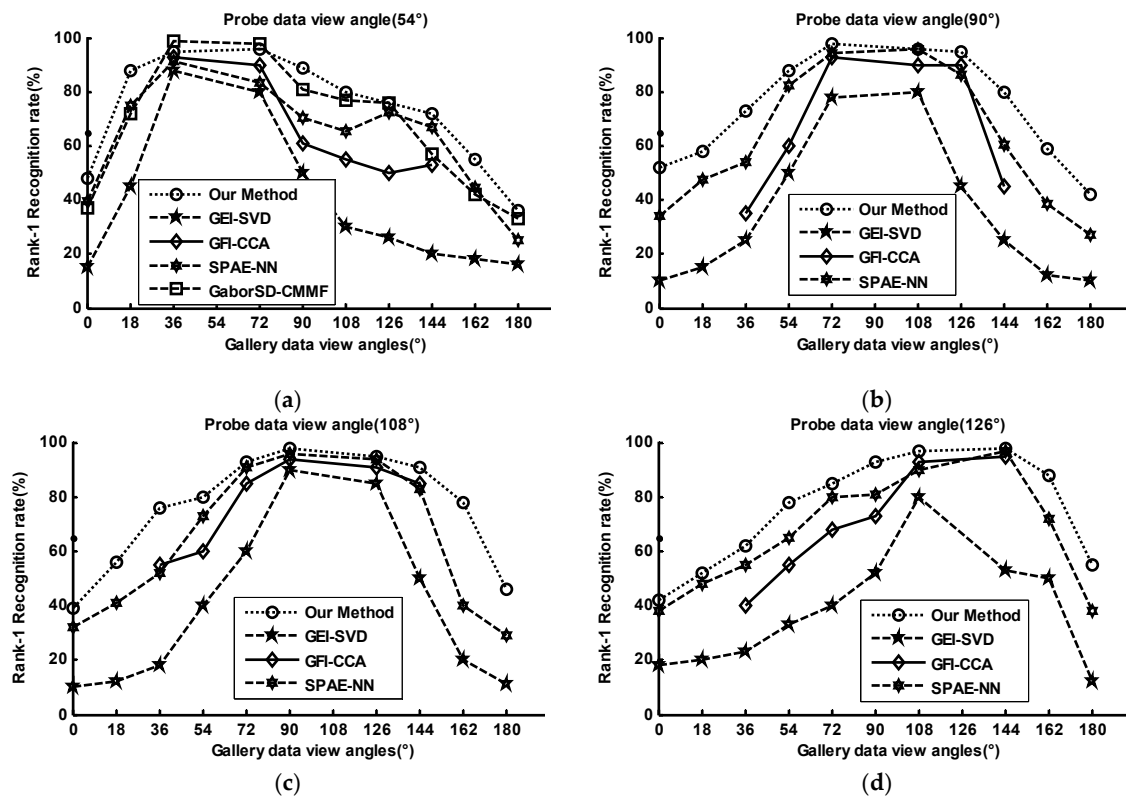 Probe data view angle(54°)
Rank-1 Recognition rate(%)
100
80
60
40
20
0
Our Method
GEI-SVD
GFI-CCA
SPAE-NN
GaborSD-CMMF
0 18 36 54 72 90 108 126 144 162 180
Gallery data view angles(°)
(a)
Probe data view angle(90°)
Rank-1 Recognition rate(%)
100
80
60
40
20
0
Our Method
GEI-SVD
GFI-CCA
SPAE-NN
0 18 36 54 72 90 108 126 144 162 180
Gallery data view angles(°)
(b)
Probe data view angle(108°)
Rank-1 Recognition rate(%)
100
80
60
40
20
0
Our Method
GEI-SVD
GFI-CCA
SPAE-NN
0 18 36 54 72 90 108 126 144 162 180
Gallery data view angles(°)
(c)
Probe data view angle(126°)
Rank-1 Recognition rate(%)
100
80
60
40
20
0
Our Method
GEI-SVD
GFI-CCA
SPAE-NN
0 18 36 54 72 90 108 126 144 162 180
Gallery data view angles(°)
(d)